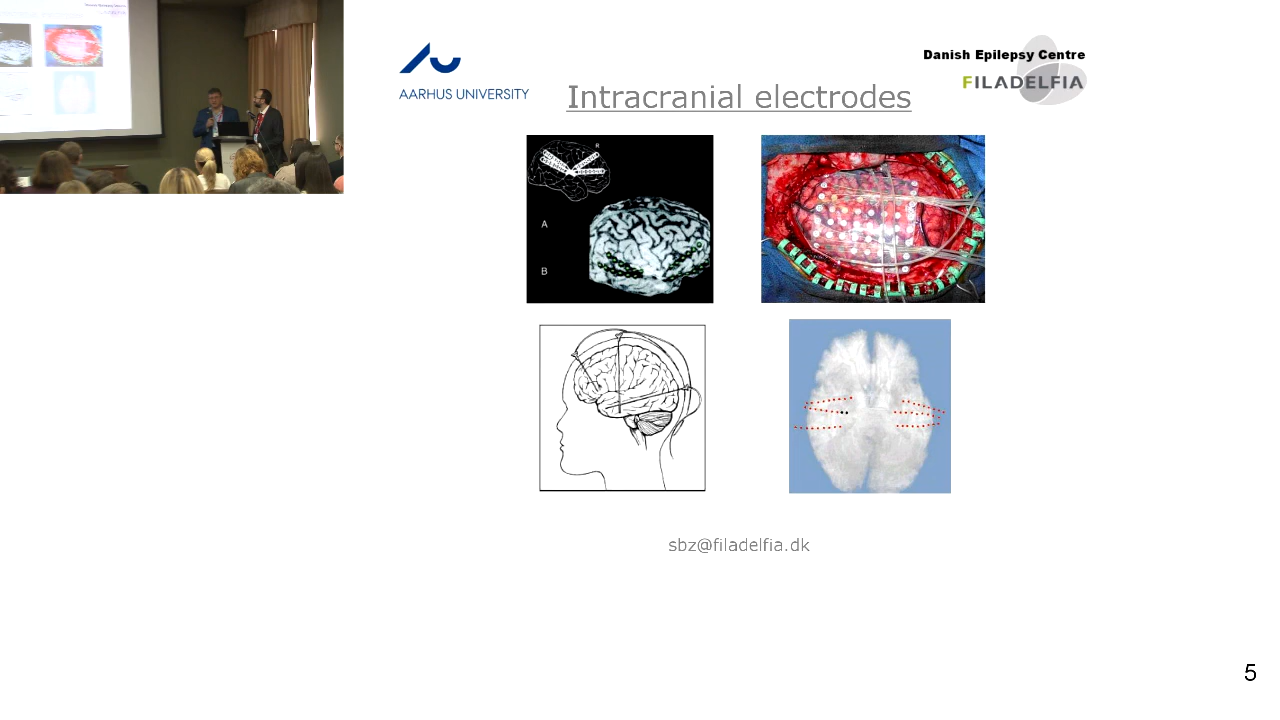 AARHUS UNIVERSITY
Danish Epilepsy Centre
FILADELFIA
Intracranial electrodes
R
A
B
sbz@filadelfia.dk
5